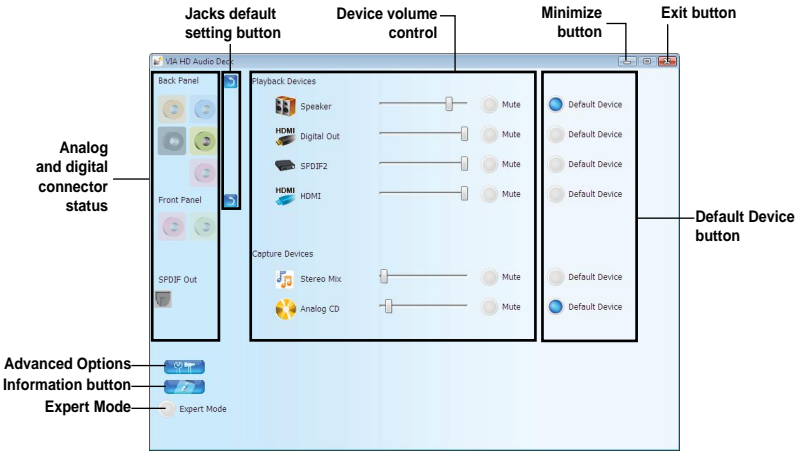 Jacks default
setting button
Device volume
control
Minimize
button
Exit button
VIA HD Audio Deck
Back Panel
Playback Devices
Speaker
Mute
Default Device
HDMI
Digital Out
Mute
Default Device
SPDIF2
Mute
Default Device
HDMI
HDMI
Mute
Default Device
Analog
and digital
connector
status
Front Panel
Default Device
button
Capture Devices
SPDIF Out
Stereo Mix
Mute
Default Device
Analog CD
Mute
Default Device
Advanced Options
Information button
Expert Mode
Expert Mode